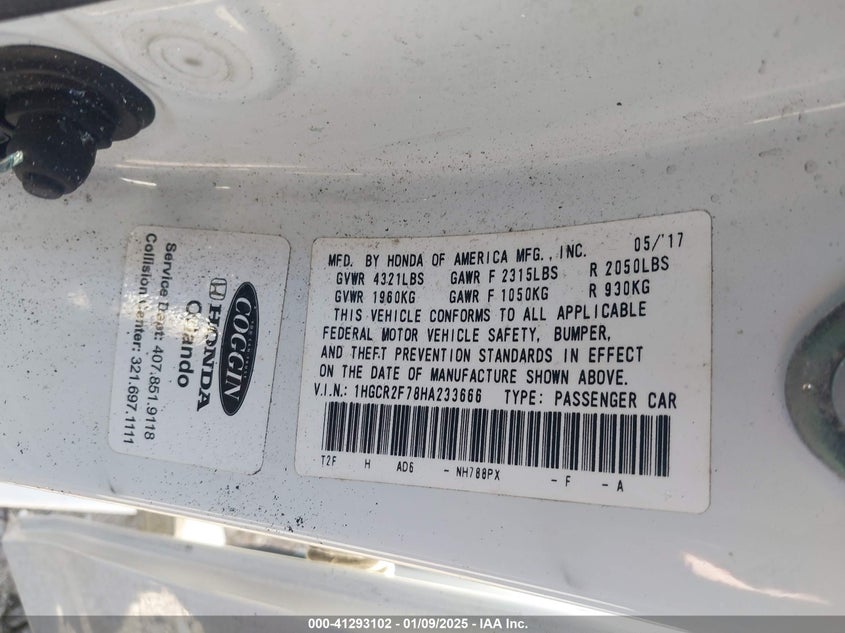 MFD. BY HONDA OF AMERICA MFG., INC. 05/'17
GVWR 4321LBS GAWR F 2315LBS R 2050LBS
GVWR 1960KG GAWR F 1050KG R 930KG
THIS VEHICLE CONFORMS TO ALL APPLICABLE
FEDERAL MOTOR VEHICLE SAFETY, BUMPER,
AND THEFT PREVENTION STANDARDS IN EFFECT
ON THE DATE OF MANUFACTURE SHOWN ABOVE.
V.I.N.: 1HGCR2F78HA233666 TYPE: PASSENGER CAR
T2F H AD6 - NH788PX - F - A
COGGIN
HONDA
Orlando
Service Dept: 407.851.9118
Collision Center: 321.697.1111
000-41293102 - 01/09/2025 - IAA Inc.